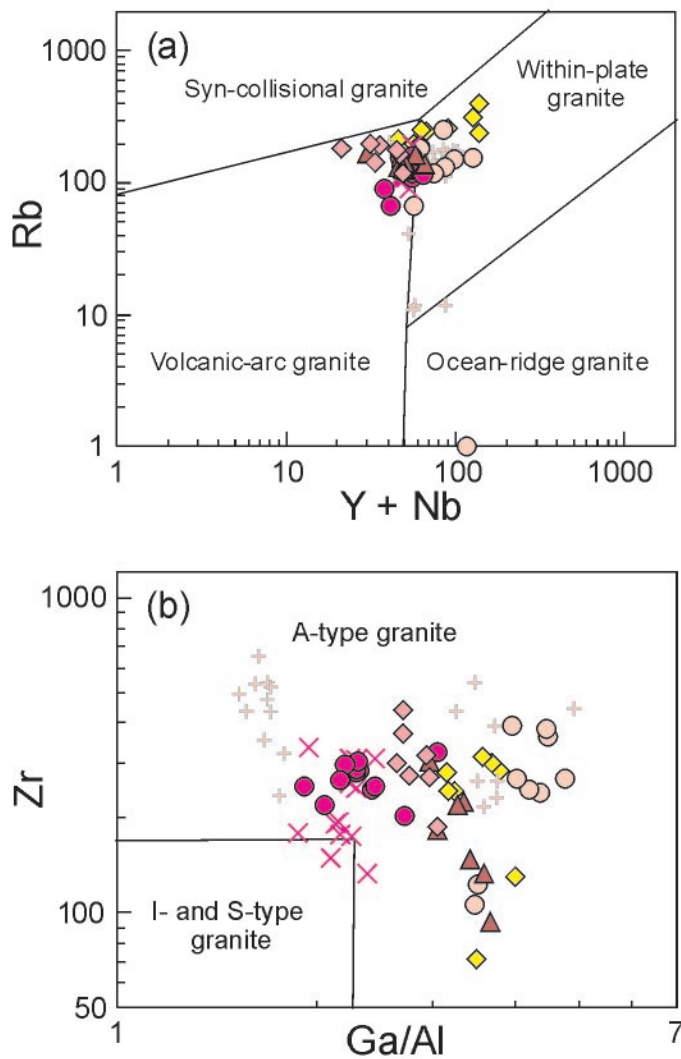 (a)
1000
Syn-collisional granite
Within-plate
granite
100
Rb
10
Volcanic-arc granite
Ocean-ridge granite
1
1
10
100
1000
Y + Nb
(b)
1000
A-type granite
Zr
100
I- and S-type
granite
50
1
Ga/Al
7